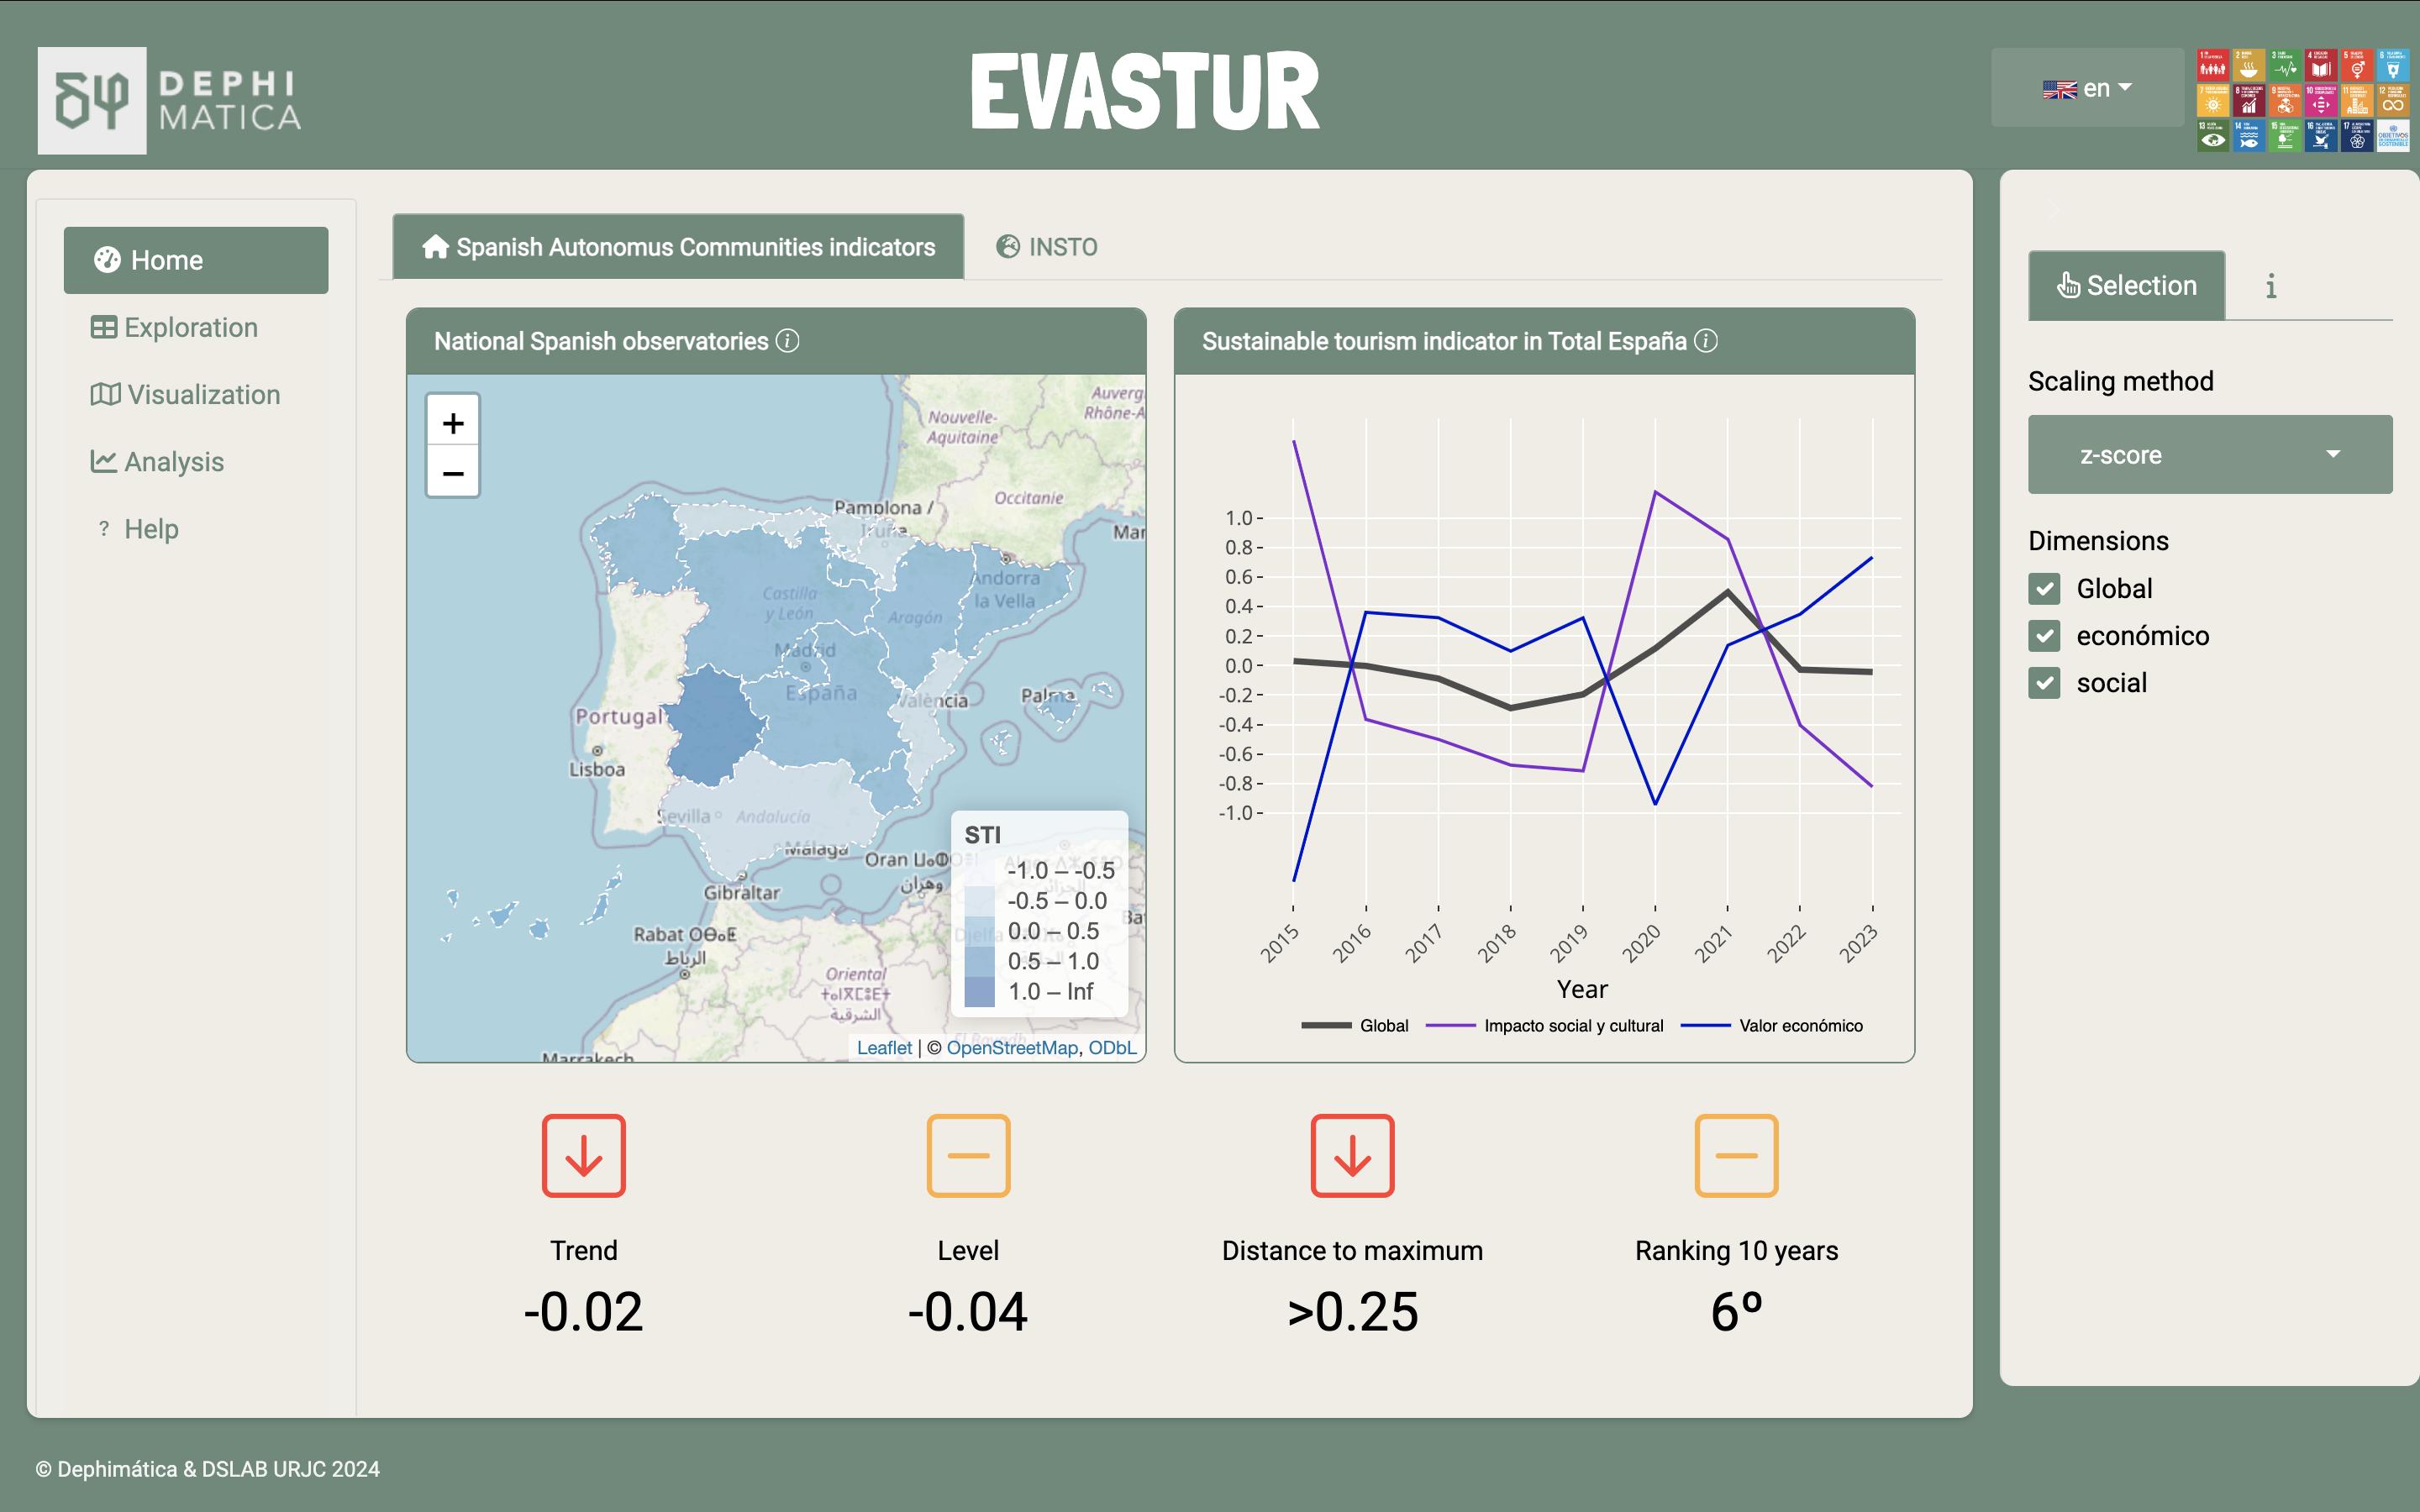 DEPHI
MATICA
EVASTUR
en
Home
Exploration
Visualization
Analysis
? Help
Spanish Autonomus Communities indicators
INSTO
National Spanish observatories
+
−
Nouvelle-
Aquitaine
Auverg
Rhône-A
Occitanie
Pamplona /
Iruña
Mar
Andorra
la Vella
Castilla
y León
Aragón
Madrid
España
València
Palma
Portugal
Lisboa
Sevilla
Andalucía
Málaga
Gibraltar
Oran
وهران
Rabat ⵔⴱⴰⵟ
الرباط
Oriental
الشرقية
Marrakech
STI
-1.0 – -0.5
-0.5 – 0.0
0.0 – 0.5
0.5 – 1.0
1.0 – Inf
Leaflet | © OpenStreetMap, ODbL
Sustainable tourism indicator in Total España
1.0
0.8
0.6
0.4
0.2
0.0
-0.2
-0.4
-0.6
-0.8
-1.0
2015
2016
2017
2018
2019
2020
2021
2022
2023
Year
Global
Impacto social y cultural
Valor económico
Trend
-0.02
Level
-0.04
Distance to maximum
>0.25
Ranking 10 years
6º
Selection
i
Scaling method
z-score
Dimensions
Global
económico
social
© Dephimática & DSLAB URJC 2024